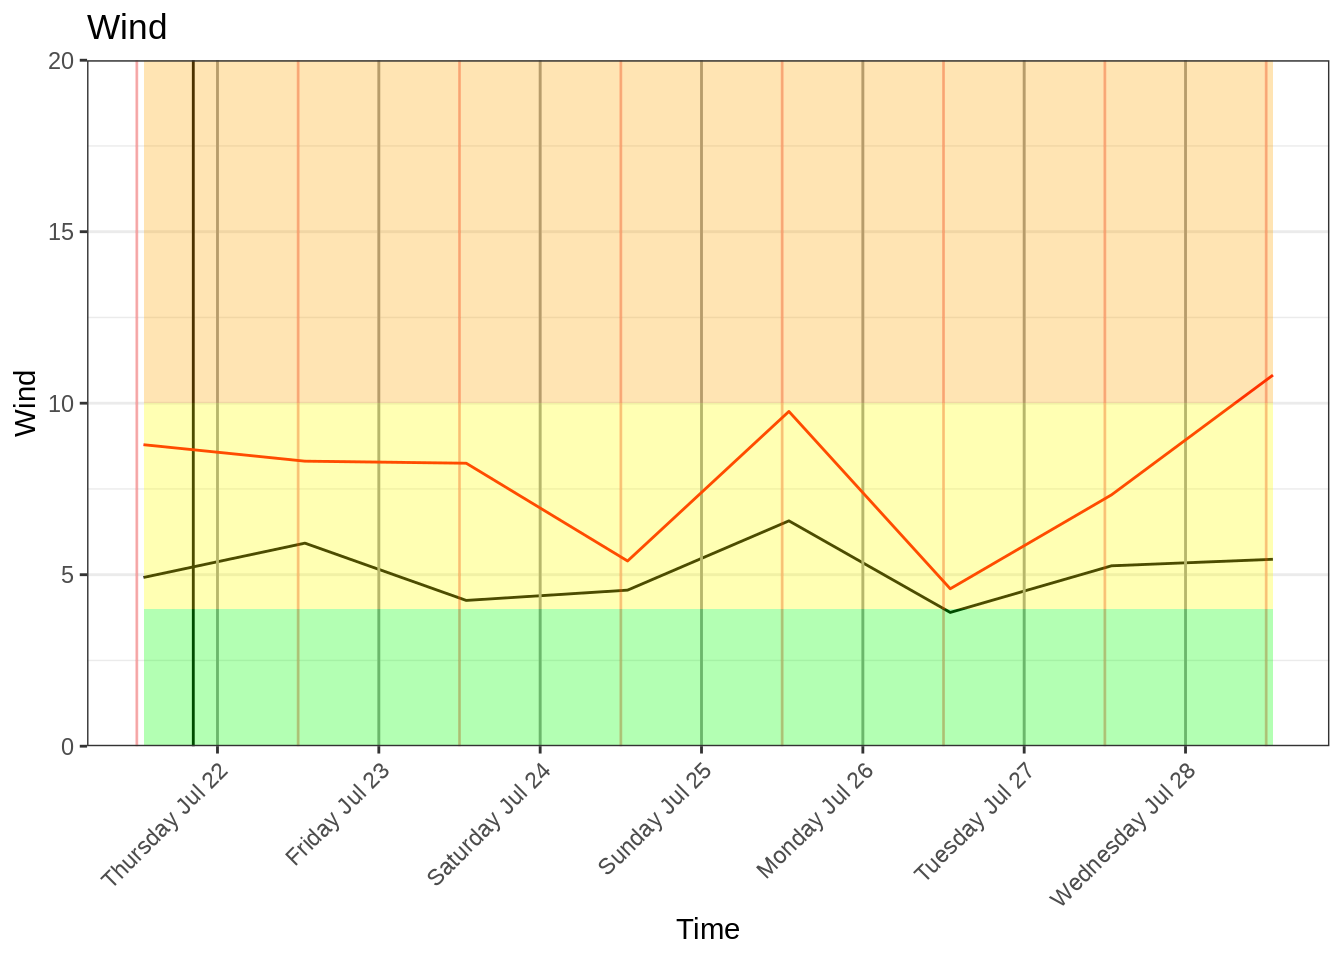 Wind
20
15
10
5
0
Wind
Thursday Jul 22
Friday Jul 23
Saturday Jul 24
Sunday Jul 25
Monday Jul 26
Tuesday Jul 27
Wednesday Jul 28
Time